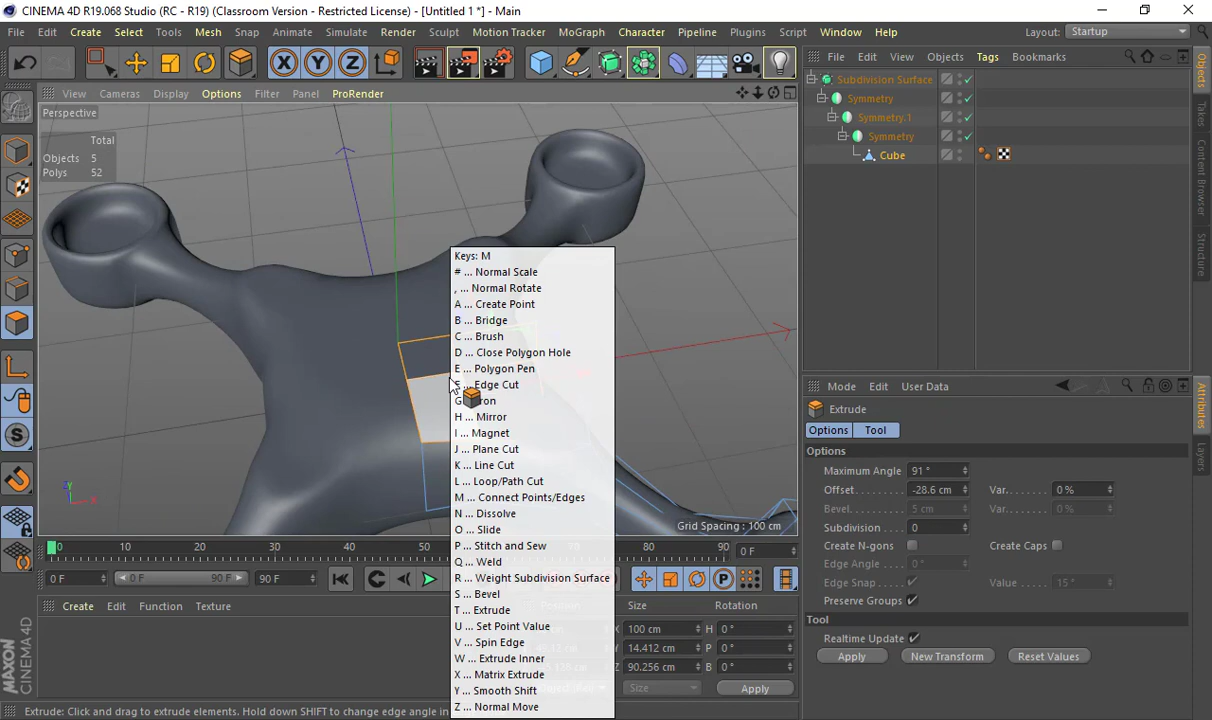 CINEMA 4D R19.068 Studio (RC - R19) (Classroom Version - Restricted License) - [Untitled 1 *] - Main
File Edit Create Select Tools Mesh Snap Animate Simulate Render Sculpt Motion Tracker MoGraph Character Pipeline Plugins Script Window Help Layout: Startup
X Y Z
File Edit View Objects Tags Bookmarks
View Cameras Display Options Filter Panel ProRender
Perspective
Total
Objects 5
Polys 52
Subdivision Surface
Symmetry
Symmetry.1
Symmetry
Cube
Objects
Takes
Content Browser
Structure
Attributes
Layers
Keys: M
# ... Normal Scale
, ... Normal Rotate
A ... Create Point
B ... Bridge
C ... Brush
D ... Close Polygon Hole
E ... Polygon Pen
F ... Edge Cut
H ... Mirror
I ... Magnet
J ... Plane Cut
K ... Line Cut
L ... Loop/Path Cut
M ... Connect Points/Edges
N ... Dissolve
O ... Slide
P ... Stitch and Sew
Q ... Weld
R ... Weight Subdivision Surface
S ... Bevel
T ... Extrude
U ... Set Point Value
V ... Spin Edge
W ... Extrude Inner
X ... Matrix Extrude
Y ... Smooth Shift
Z ... Normal Move
Grid Spacing : 100 cm
0 10 20 30 40 50 80 90 0 F
0 F 0 F 90 F 90 F
P
Create Edit Function Texture
Size Rotation
X 100 cm H 0 °
Y 14.412 cm P 0 °
Z 90.256 cm B 0 °
Size Apply
Mode Edit User Data
Extrude
Options Tool
Options
Maximum Angle 91 °
Offset -28.6 cm Var. . . . . 0 %
Bevel. 5 cm Var. . . . . 0 %
Subdivision 0
Create N-gons Create Caps
Edge Angle 0 °
Edge Snap Value 15 °
Preserve Groups
Tool
Realtime Update
Apply New Transform Reset Values
MAXON CINEMA 4D
Extrude: Click and drag to extrude elements. Hold down SHIFT to change edge angle in